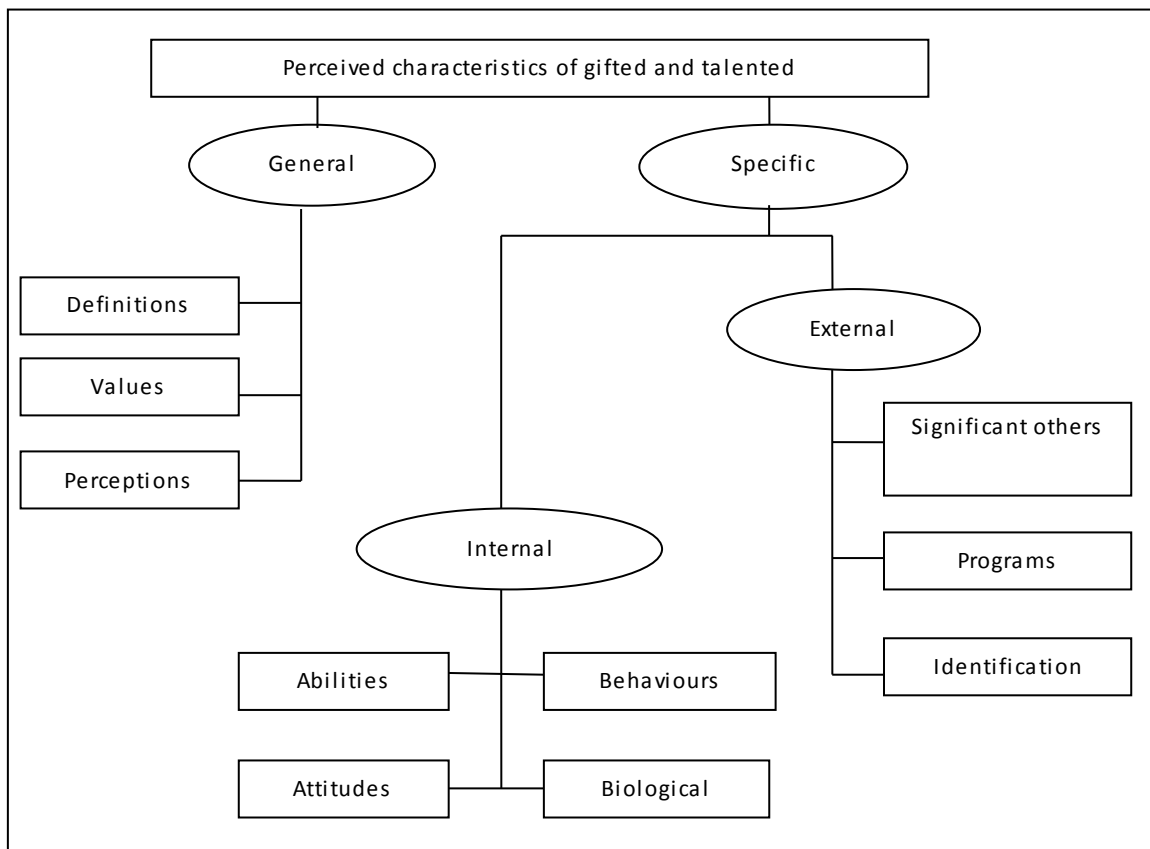 Perceived characteristics of gifted and talented
General
Specific
Definitions
Values
Perceptions
External
Significant others
Programs
Identification
Internal
Abilities
Behaviours
Attitudes
Biological